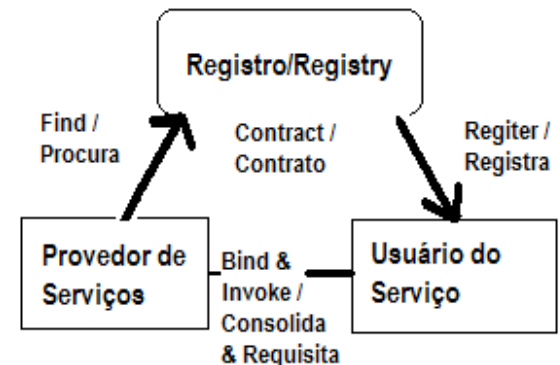 Registro/Registry
Find /
Procura
Contract /
Contrato
Regiter /
Registra
Provedor de
Serviços
Bind &
Invoke /
Consolida
& Requisita
Usuário do
Serviço